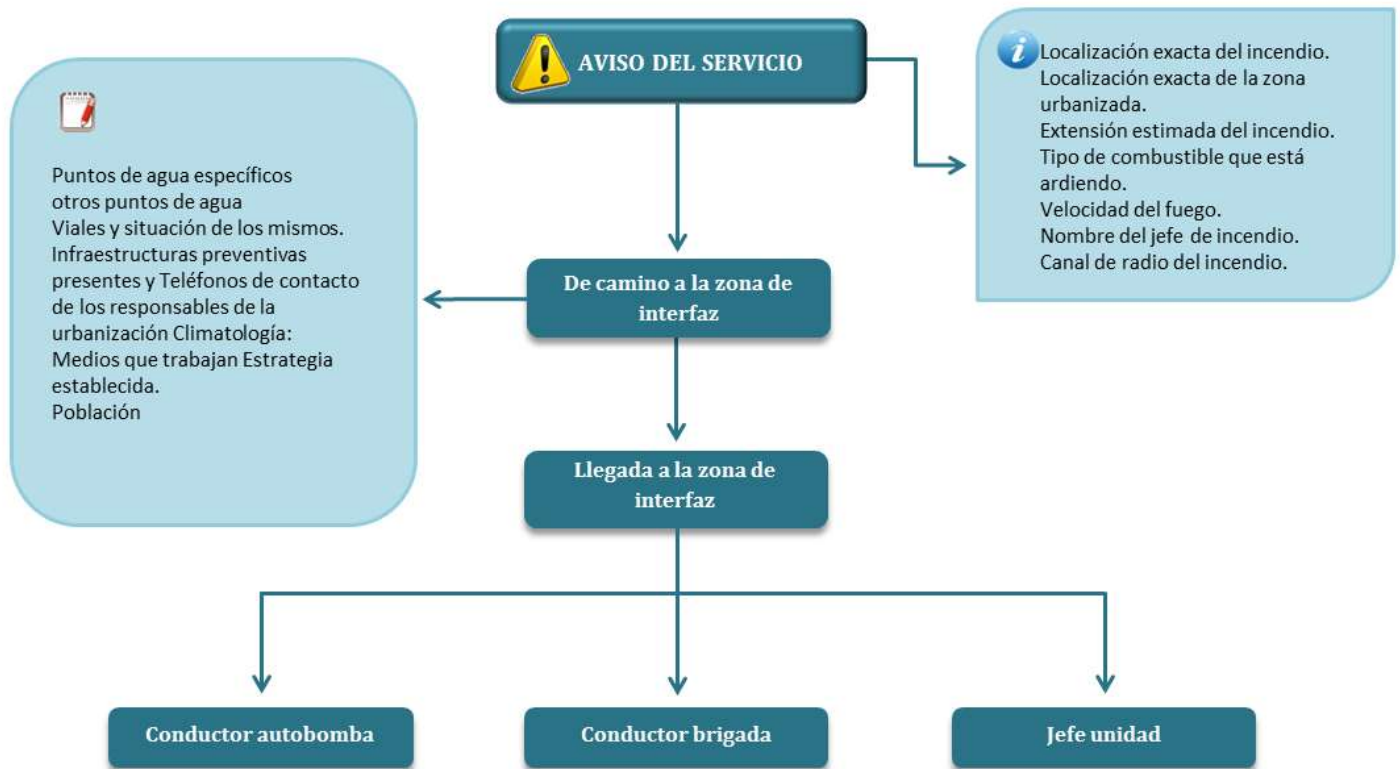 AVISO DEL SERVICIO
Localización exacta del incendio.
Localización exacta de la zona
urbanizada.
Extensión estimada del incendio.
Tipo de combustible que está
ardiendo.
Velocidad del fuego.
Nombre del jefe de incendio.
Canal de radio del incendio.
Puntos de agua específicos
otros puntos de agua
Viales y situación de los mismos.
Infraestructuras preventivas
presentes y Teléfonos de contacto
de los responsables de la
urbanización Climatología:
Medios que trabajan Estrategia
establecida.
Población
De camino a la zona de
interfaz
Llegada a la zona de
interfaz
Conductor autobomba
Conductor brigada
Jefe unidad